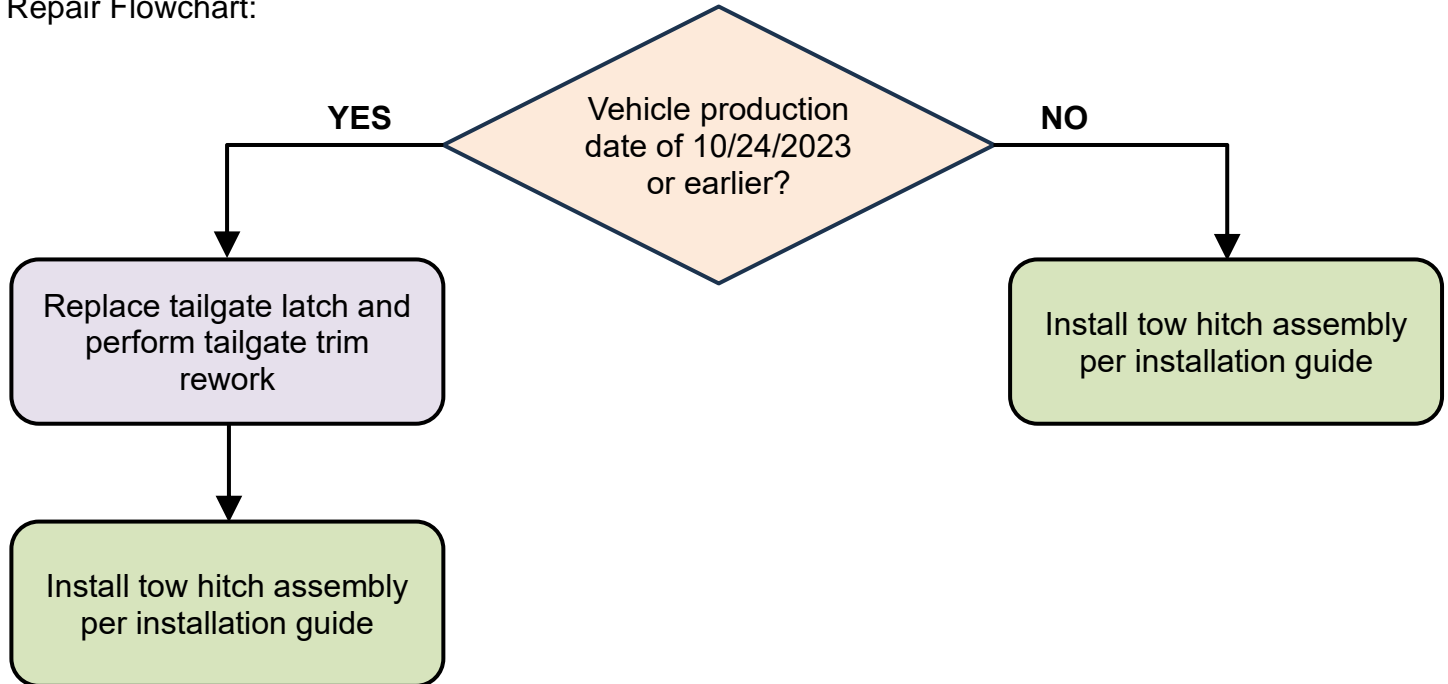 Repair Flowchart:
YES
Vehicle production
date of 10/24/2023
or earlier?
NO
Replace tailgate latch and
perform tailgate trim
rework
Install tow hitch assembly
per installation guide
Install tow hitch assembly
per installation guide